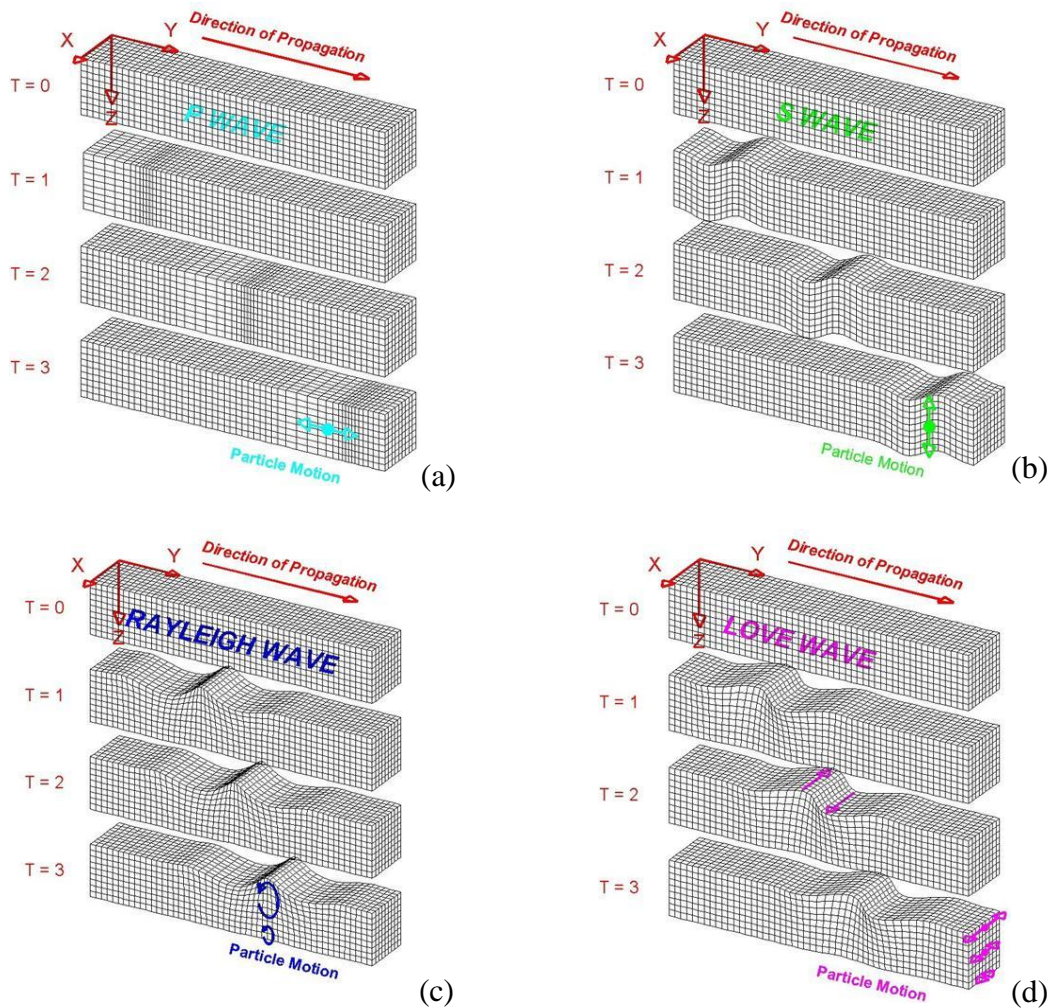 Direction of Propagation
X
Y
Z
T = 0
P WAVE
T = 1
T = 2
T = 3
Particle Motion
(a)
Direction of Propagation
X
Y
Z
T = 0
S WAVE
T = 1
T = 2
T = 3
Particle Motion
(b)
Direction of Propagation
X
Y
Z
T = 0
RAYLEIGH WAVE
T = 1
T = 2
T = 3
Particle Motion
(c)
Direction of Propagation
X
Y
Z
T = 0
LOVE WAVE
T = 1
T = 2
T = 3
Particle Motion
(d)